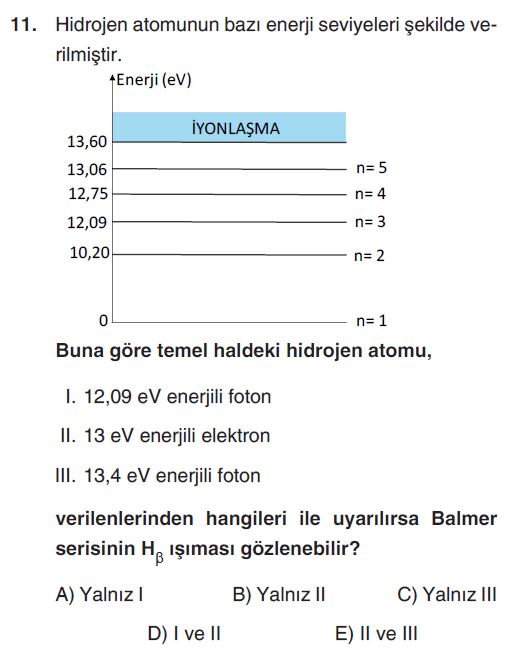 11. Hidrojen atomunun bazı enerji seviyeleri şekilde ve-
rilmiştir.
Enerji (eV)
İYONLAŞMA
13,60
13,06 n= 5
12,75 n= 4
12,09 n= 3
10,20 n= 2
0 n= 1
Buna göre temel haldeki hidrojen atomu,
I. 12,09 eV enerjili foton
II. 13 eV enerjili elektron
III. 13,4 eV enerjili foton
verilenlerinden hangileri ile uyarılırsa Balmer
serisinin Hβ ışıması gözlenebilir?
A) Yalnız I B) Yalnız II C) Yalnız III
D) I ve II E) II ve III